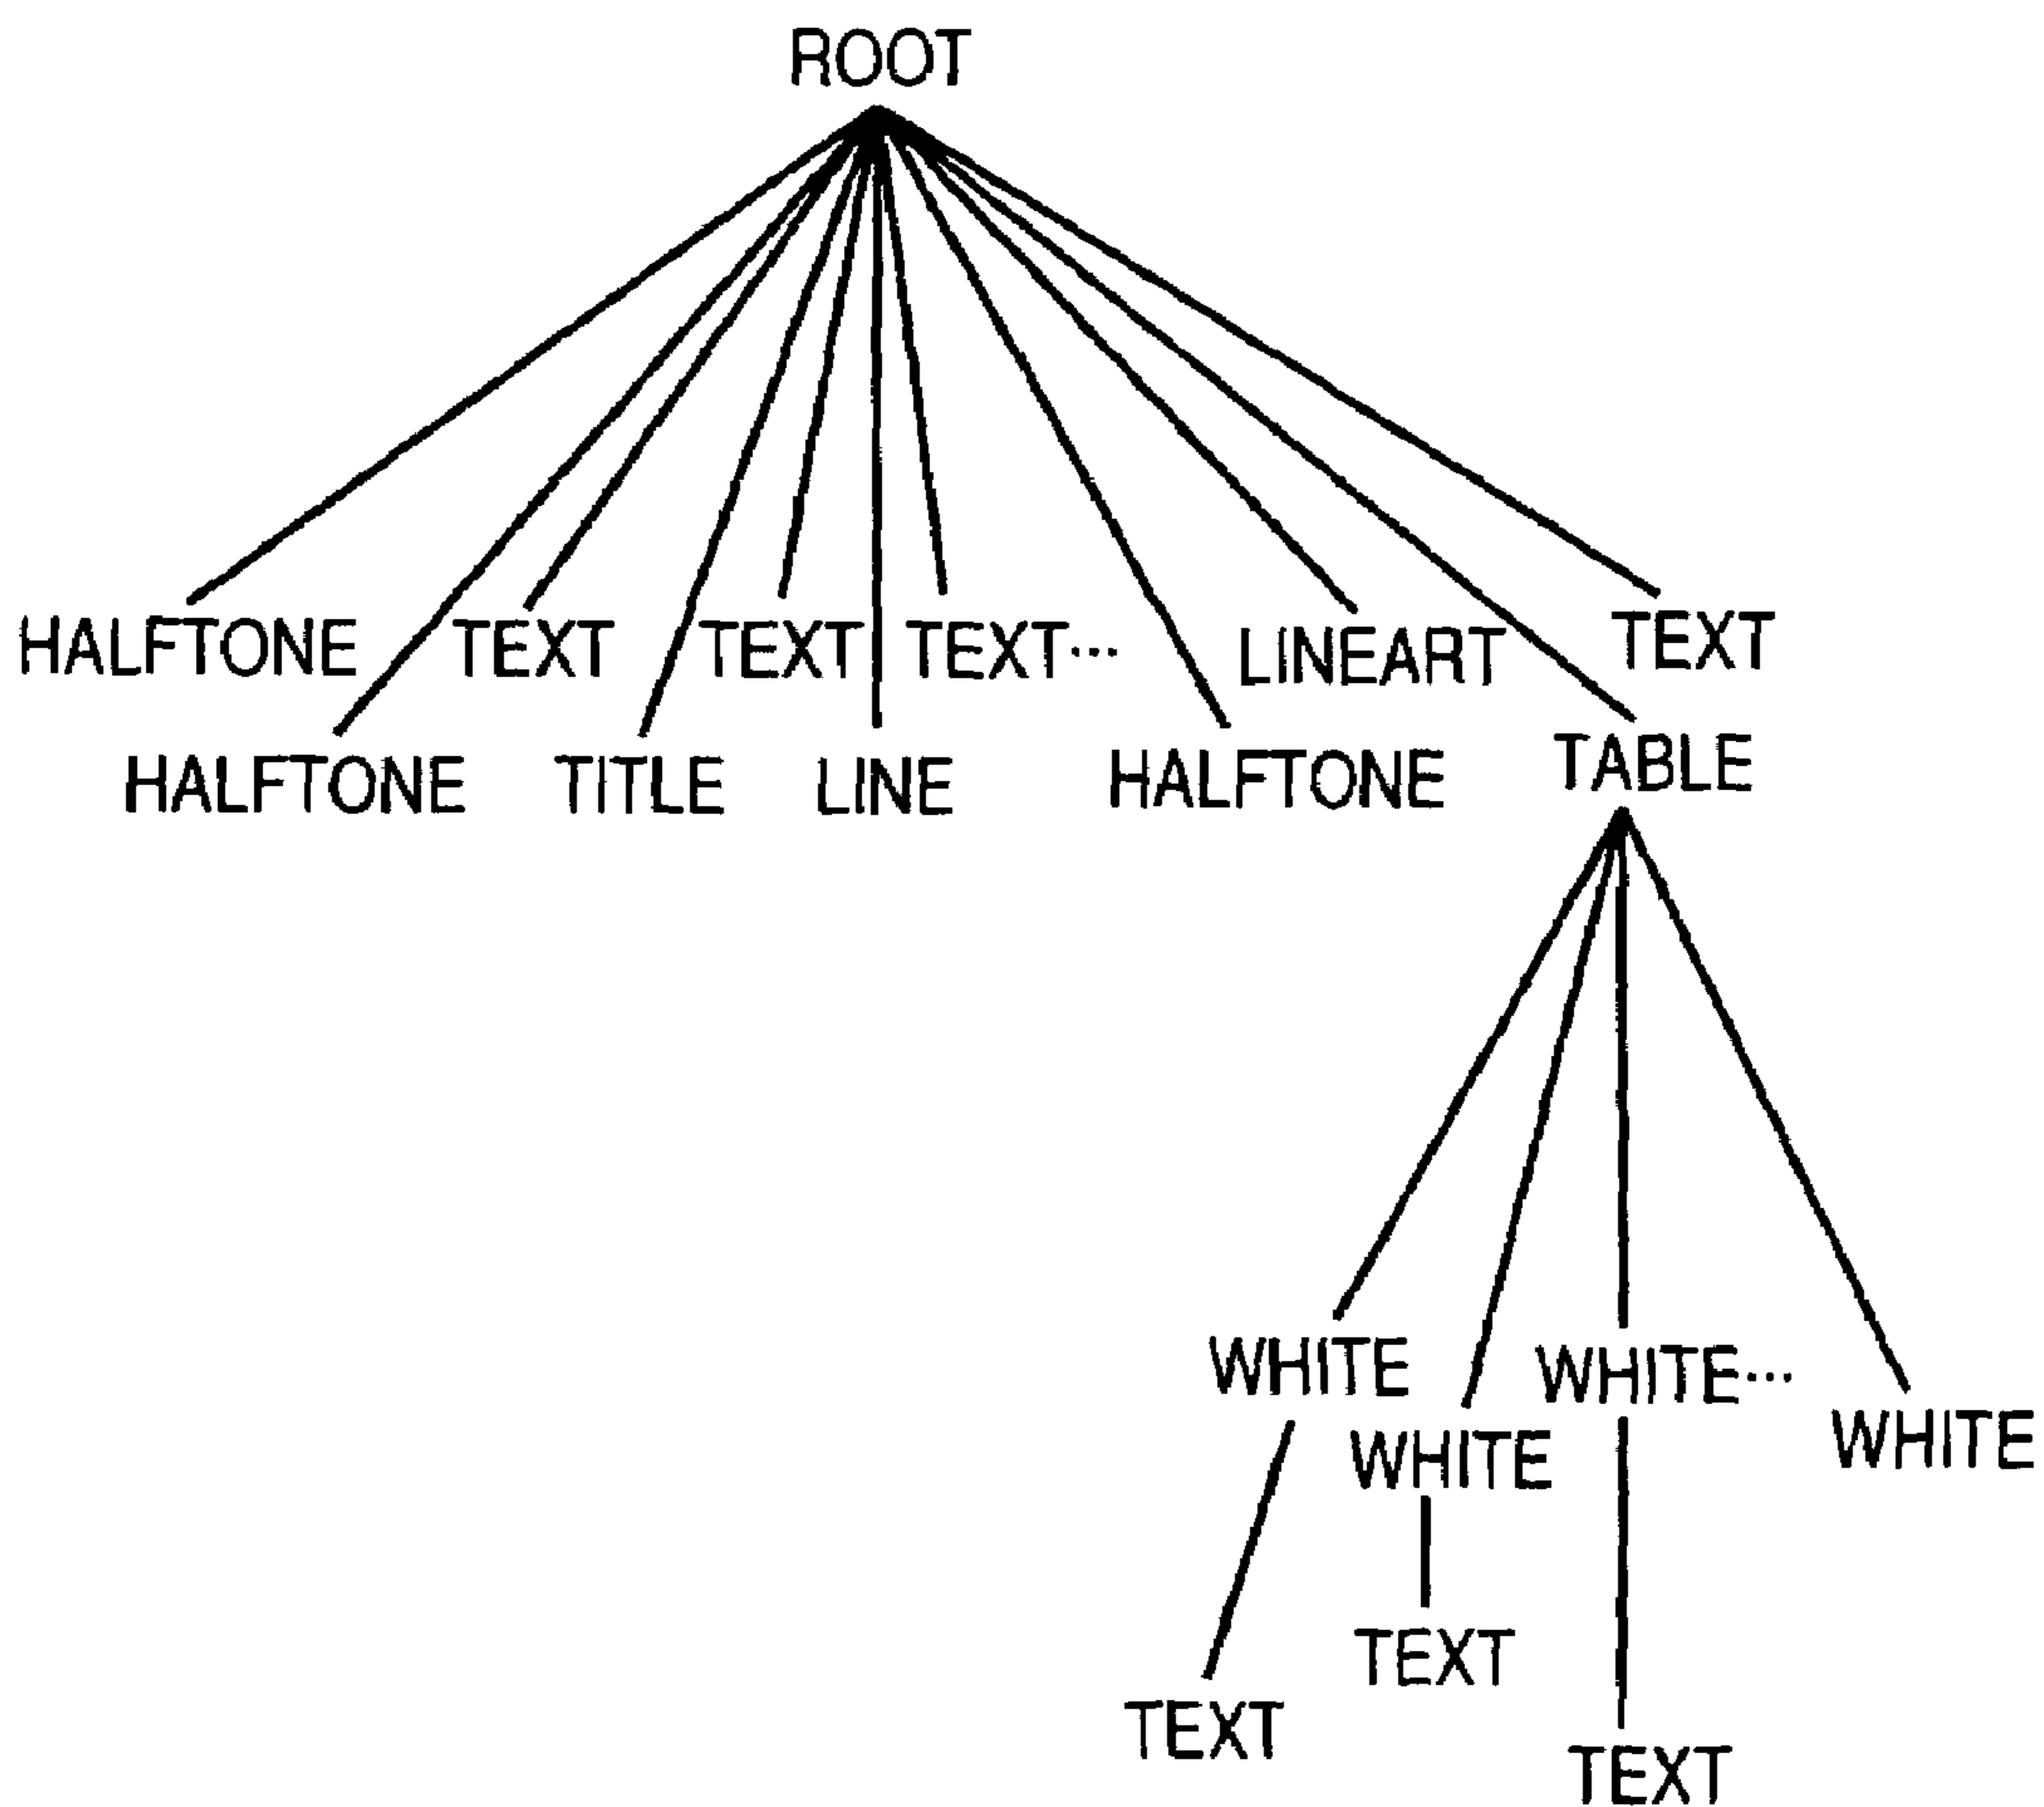 ROOT
HALFTONE TEXT TEXT TEXT... LINEART TEXT
HALFTONE TITLE LINE HALFTONE TABLE
WHITE WHITE... 
WHITE WHITE
TEXT
TEXT
TEXT